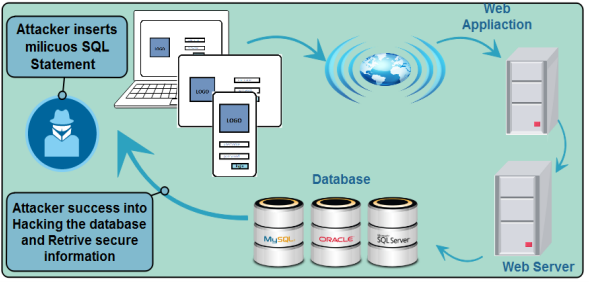 Attacker inserts
milicuos SQL
Statement
LOGO
LOGO
LOGO
Web
Appliaction
Web Server
Database
MySQL
ORACLE
SQL Server
Attacker success into
Hacking the database
and Retrive secure
information